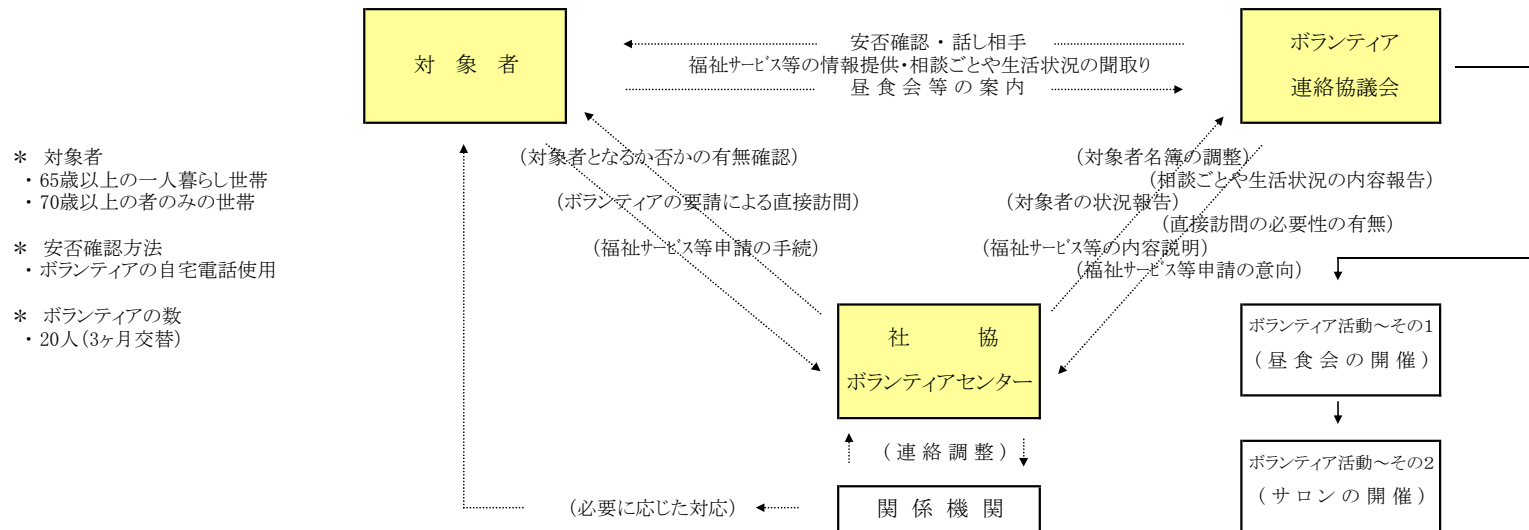 対象者
安否確認・話し相手
福祉サービス等の情報提供・相談ごとや生活状況の聞取り
昼食会等の案内
ボランティア
連絡協議会
＊ 対象者
・65歳以上の一人暮らし世帯
・70歳以上の者のみの世帯
＊ 安否確認方法
・ボランティアの自宅電話使用
＊ ボランティアの数
・20人(3ヶ月交替)
(対象者となるか否かの有無確認)
(ボランティアの要請による直接訪問)
(福祉サービス等申請の手続)
(対象者名簿の調整)
(相談ごとや生活状況の内容報告)
(対象者の状況報告)
(直接訪問の必要性の有無)
(福祉サービス等の内容説明)
(福祉サービス等申請の意向)
社協
ボランティアセンター
ボランティア活動～その1
(昼食会の開催)
(連絡調整)
ボランティア活動～その2
(サロンの開催)
(必要に応じた対応)
関係機関